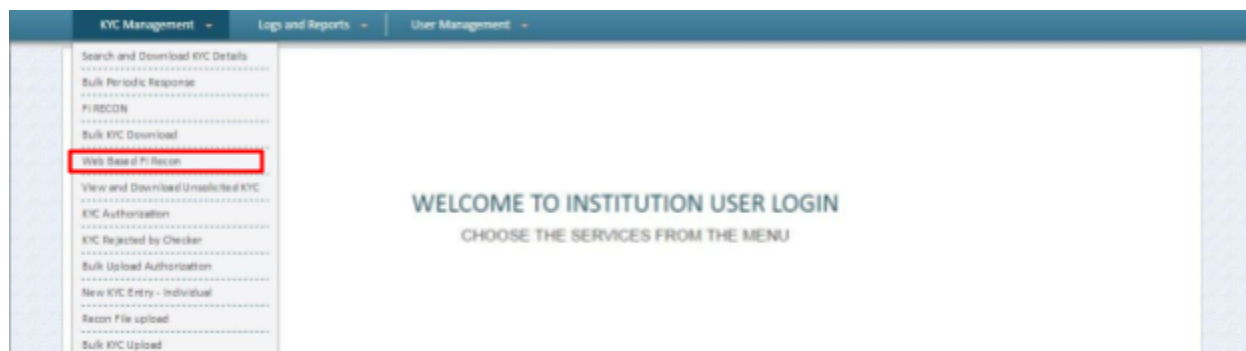 KYC Management
Logs and Reports
User Management
Search and Download KYC Details
Bulk Periodic Response
FI RECON
Bulk KYC Download
Web Based FI Recon
View and Download Unsolicited KYC
KYC Authorization
KYC Rejected by Checker
Bulk Upload Authorization
New KYC Entry - Individual
Recon File upload
Bulk KYC Upload
WELCOME TO INSTITUTION USER LOGIN
CHOOSE THE SERVICES FROM THE MENU